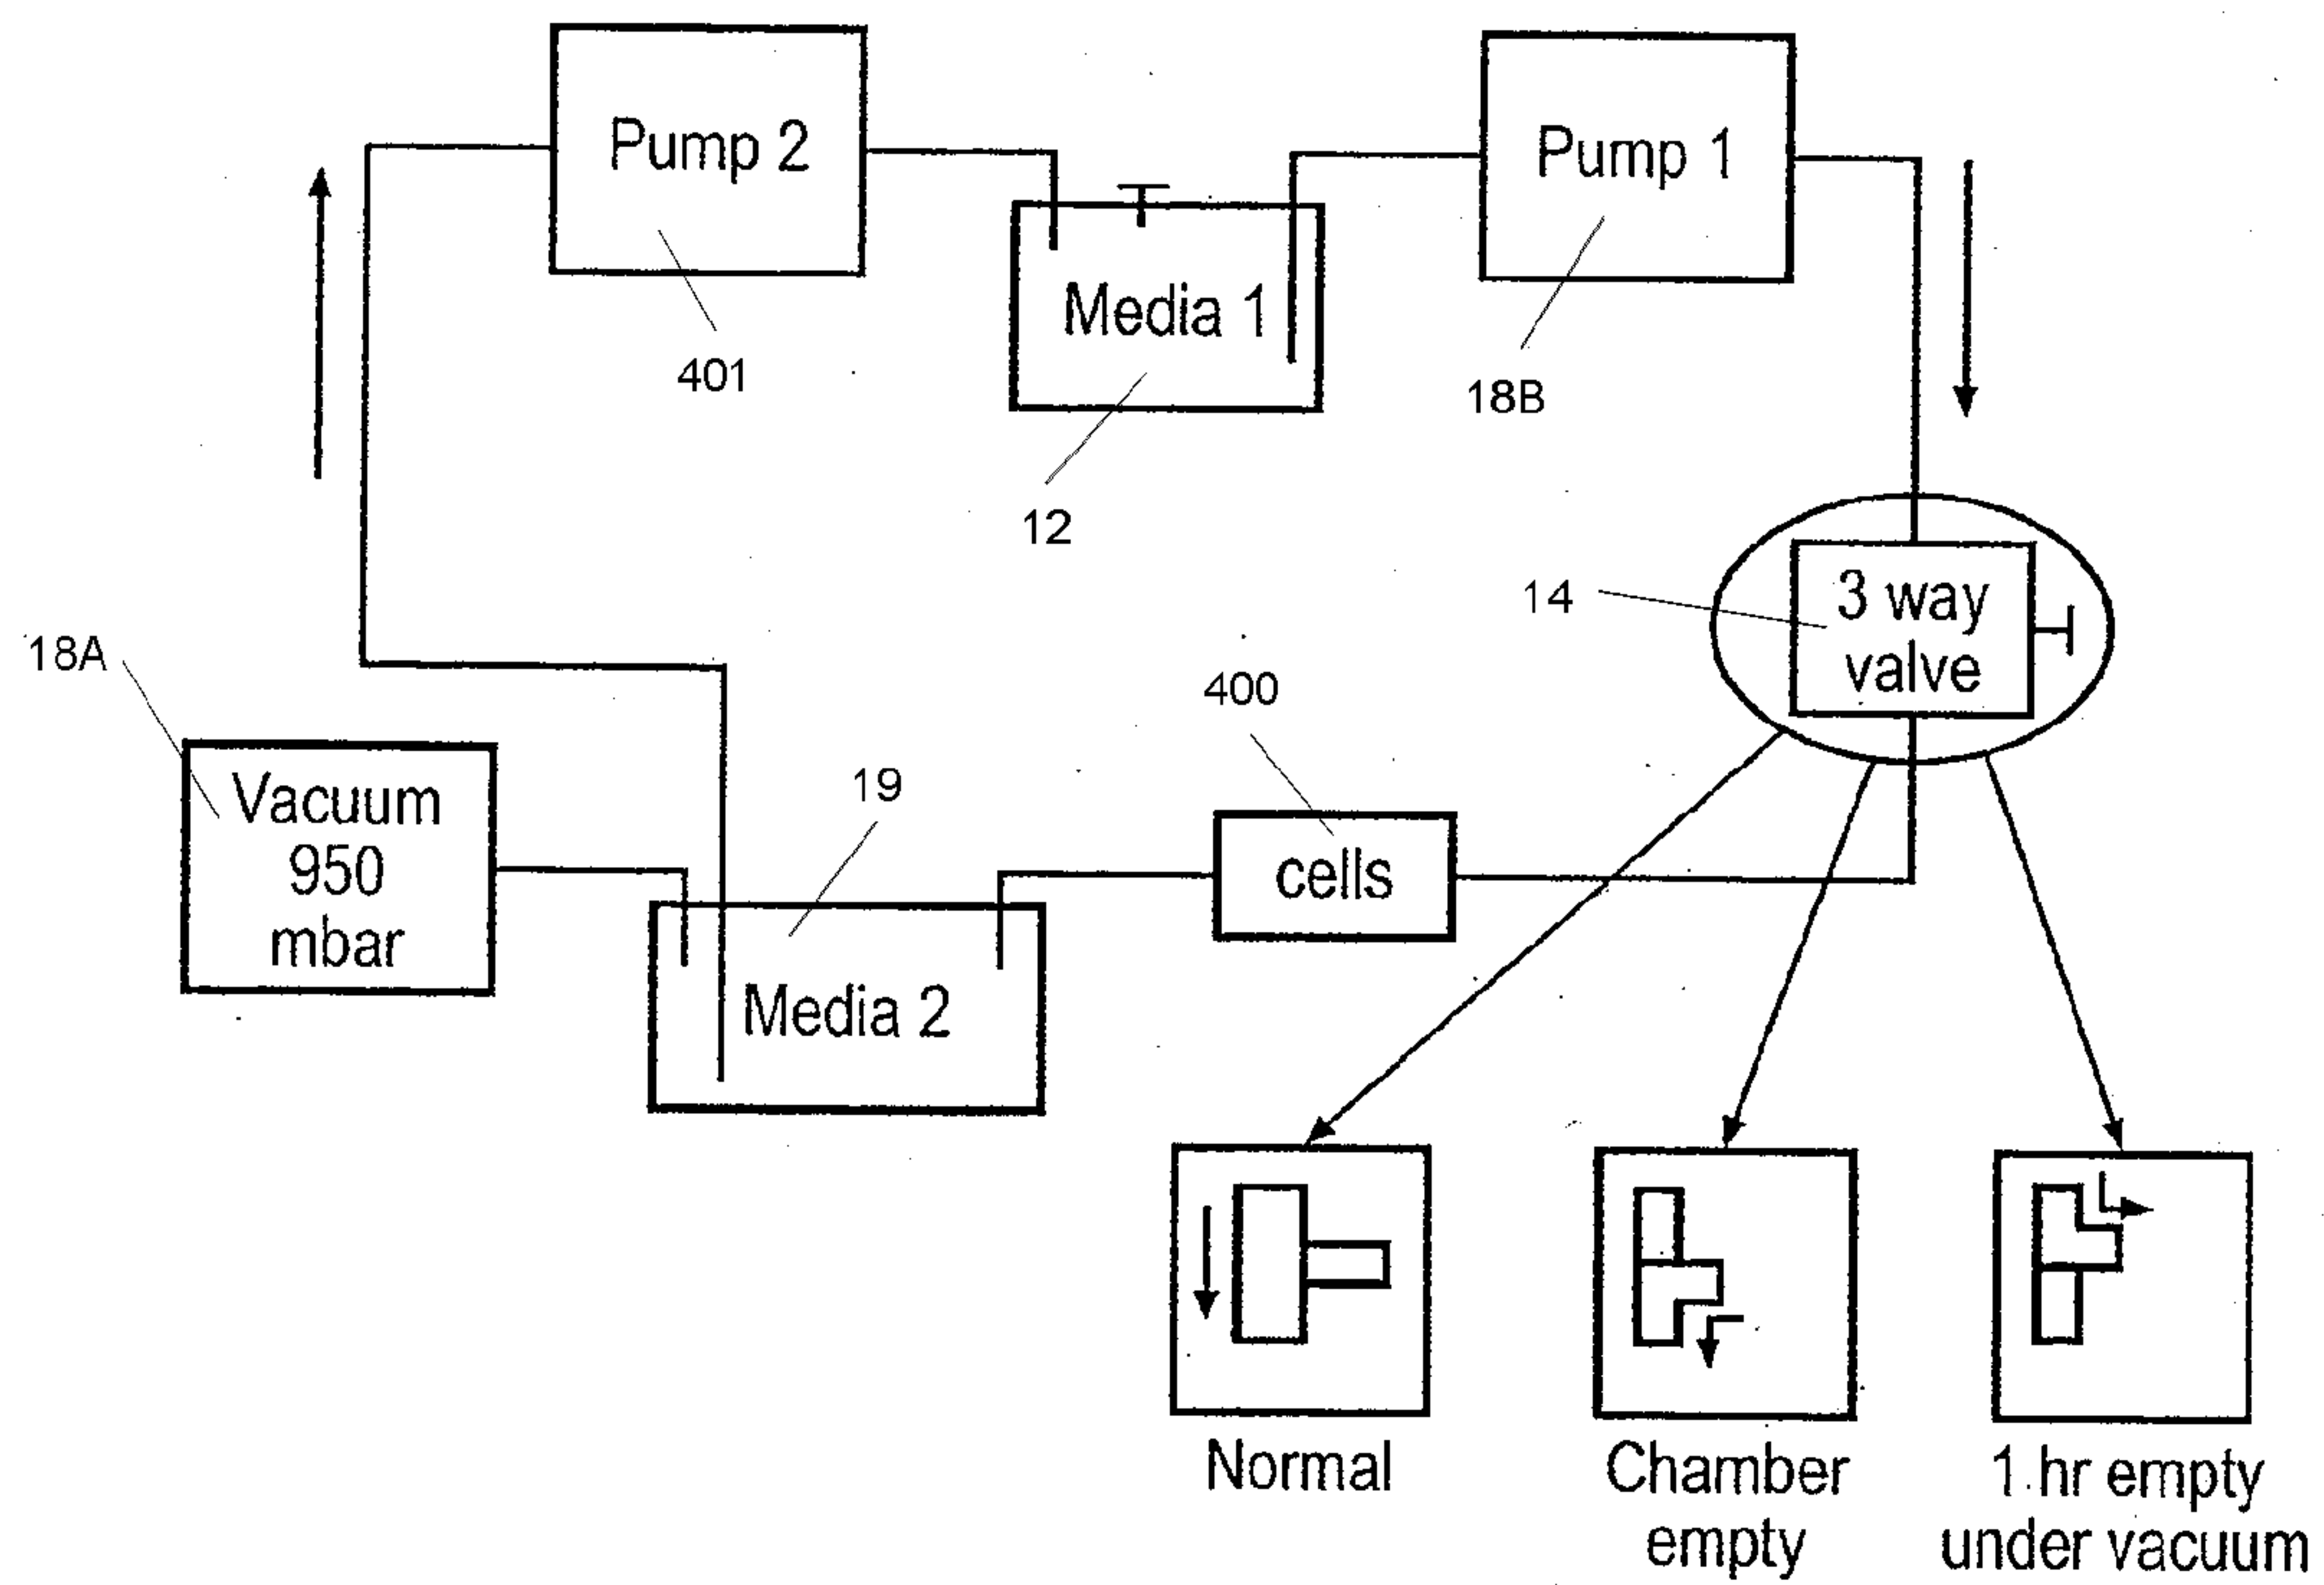 Pump 2
Pump 1
Media 1
401
18B
12
14
3 way
valve
18A
400
Vacuum
950
mbar
19
cells
Media 2
Normal
Chamber
empty
1 hr empty
under vacuum